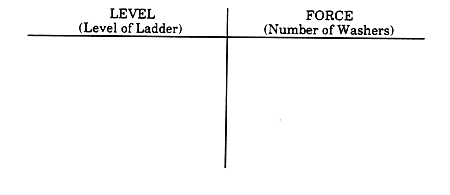 LEVEL
(Level of Ladder)
FORCE
(Number of Washers)